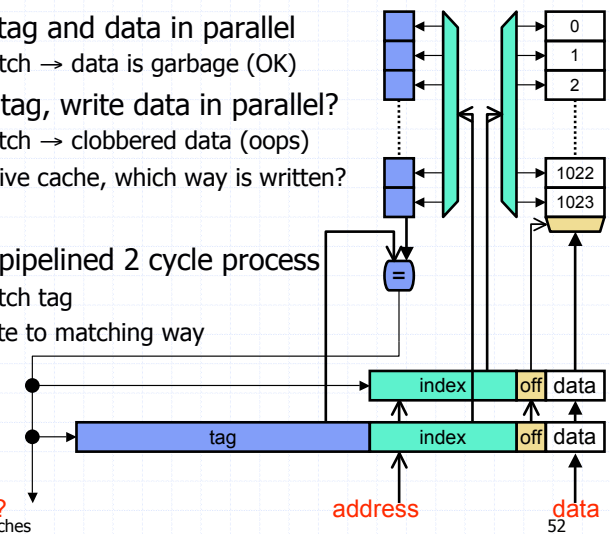 tag and data in parallel
tch → data is garbage (OK)
tag, write data in parallel?
tch → clobbered data (oops)
ive cache, which way is written?
pipelined 2 cycle process
tch tag
te to matching way
0
1
2
1022
1023
=
index off data
tag index off data
? address data
ches 52